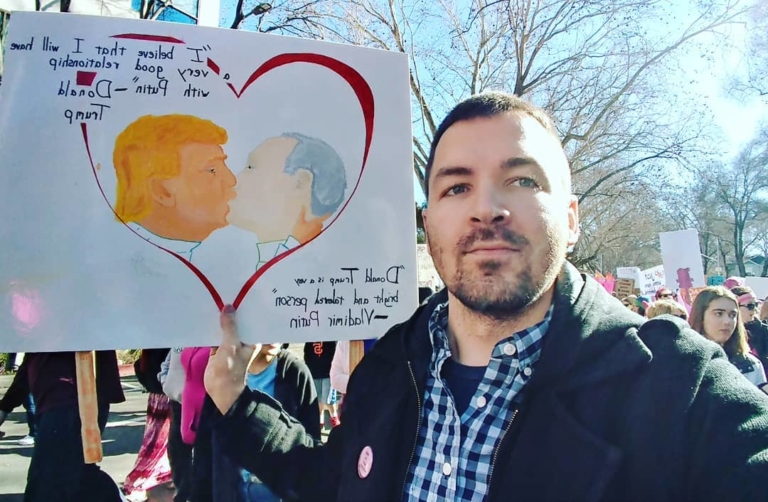 "I believe that I will have
a very good relationship
with Putin" -Donald
Trump
"Donald Trump is a very
bright and talented person"
-Vladimir Putin